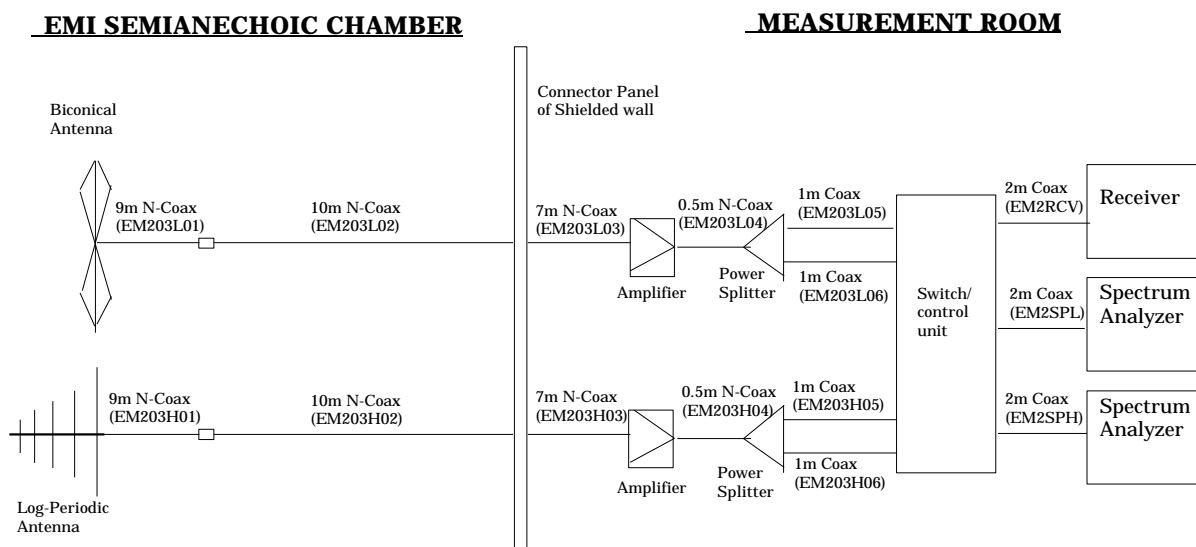 EMI SEMIANECHOIC CHAMBER
MEASUREMENT ROOM
Connector Panel
of Shielded wall
Biconical
Antenna
9m N-Coax
(EM203L01)
10m N-Coax
(EM203L02)
7m N-Coax
(EM203L03)
Amplifier
0.5m N-Coax
(EM203L04)
Power
Splitter
1m Coax
(EM203L05)
1m Coax
(EM203L06)
Switch/
control
unit
2m Coax
(EM2RCV)
Receiver
2m Coax
(EM2SPL)
Spectrum
Analyzer
Log-Periodic
Antenna
9m N-Coax
(EM203H01)
10m N-Coax
(EM203H02)
7m N-Coax
(EM203H03)
Amplifier
0.5m N-Coax
(EM203H04)
Power
Splitter
1m Coax
(EM203H05)
1m Coax
(EM203H06)
2m Coax
(EM2SPH)
Spectrum
Analyzer